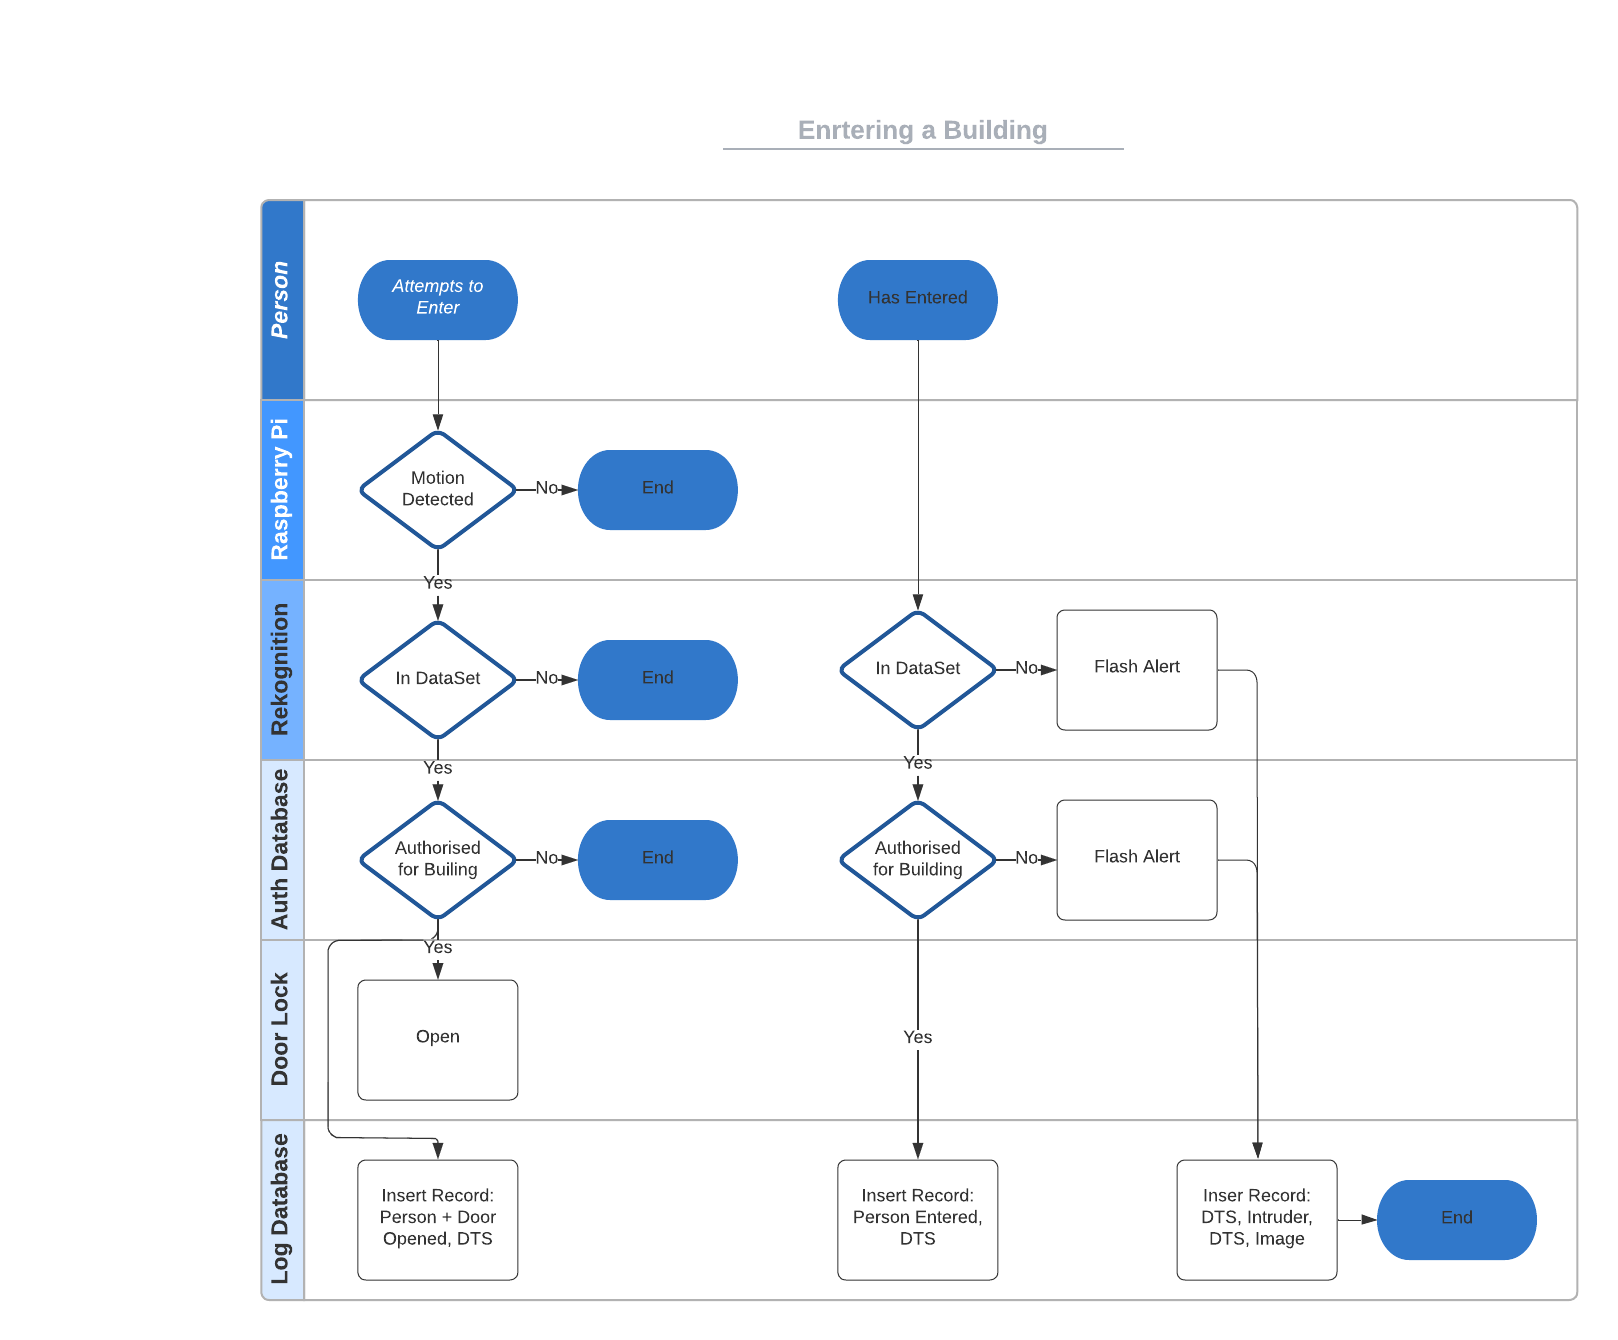 Enrtering a Building
Person
Attempts to
Enter
Has Entered
Raspberry Pi
Motion
Detected
No
End
Yes
Rekognition
In DataSet
No
End
In DataSet
No
Flash Alert
Yes
Yes
Auth Database
Authorised
for Builing
No
End
Authorised
for Building
No
Flash Alert
Yes
Door Lock
Open
Yes
Log Database
Insert Record:
Person + Door
Opened, DTS
Insert Record:
Person Entered,
DTS
Inser Record:
DTS, Intruder,
DTS, Image
End